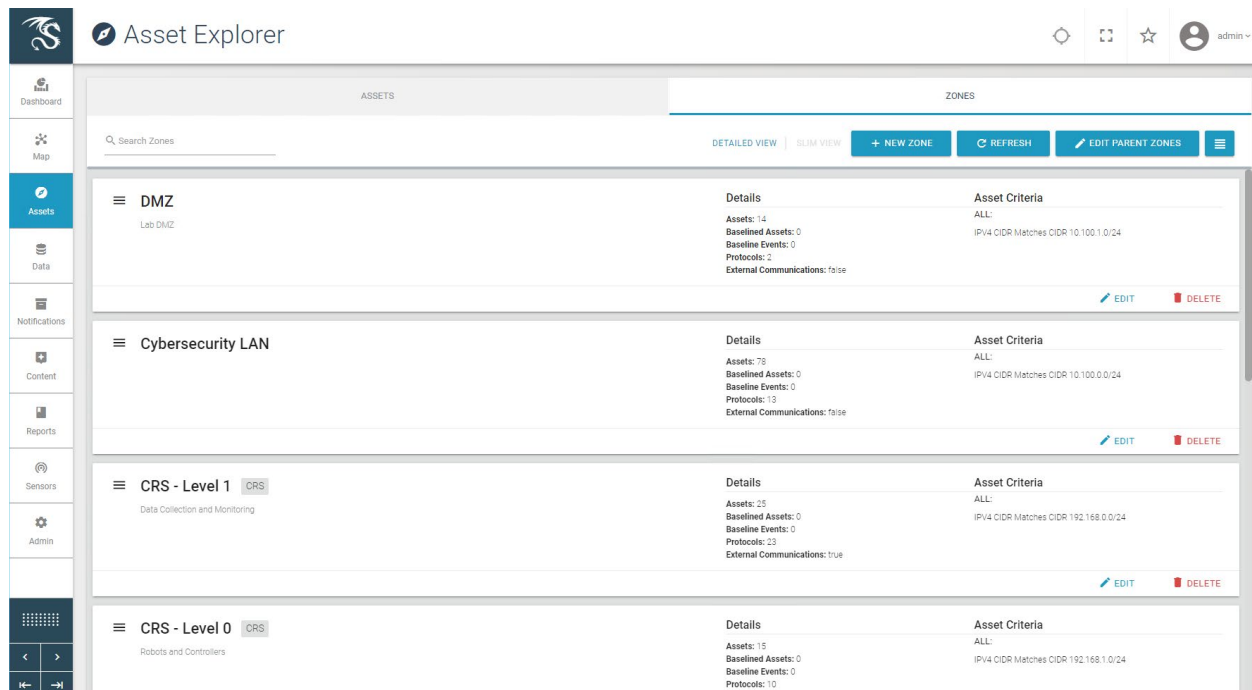 Asset Explorer
admin
Dashboard
Map
Assets
Data
Notifications
Content
Reports
Sensors
Admin
ASSETS
ZONES
Search Zones
DETAILED VIEW
SLIM VIEW
+ NEW ZONE
REFRESH
EDIT PARENT ZONES
DMZ
Lab DMZ
Details
Assets: 14
Baselined Assets: 0
Baseline Events: 0
Protocols: 2
External Communications: false
Asset Criteria
ALL:
IPV4 CIDR Matches CIDR 10.100.1.0/24
EDIT
DELETE
Cybersecurity LAN
Details
Assets: 78
Baselined Assets: 0
Baseline Events: 0
Protocols: 13
External Communications: false
Asset Criteria
ALL:
IPV4 CIDR Matches CIDR 10.100.0.0/24
EDIT
DELETE
CRS - Level 1 CRS
Data Collection and Monitoring
Details
Assets: 25
Baselined Assets: 0
Baseline Events: 0
Protocols: 23
External Communications: true
Asset Criteria
ALL:
IPV4 CIDR Matches CIDR 192.168.0.0/24
EDIT
DELETE
CRS - Level 0 CRS
Robots and Controllers
Details
Assets: 15
Baselined Assets: 0
Baseline Events: 0
Protocols: 10
Asset Criteria
ALL:
IPV4 CIDR Matches CIDR 192.168.1.0/24